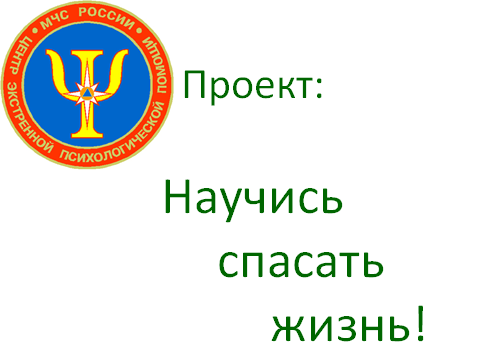 • МЧС РОССИИ •
ЦЕНТР ЭКСТРЕННОЙ ПСИХОЛОГИЧЕСКОЙ ПОМОЩИ
Проект:
Научись
спасать
жизнь!